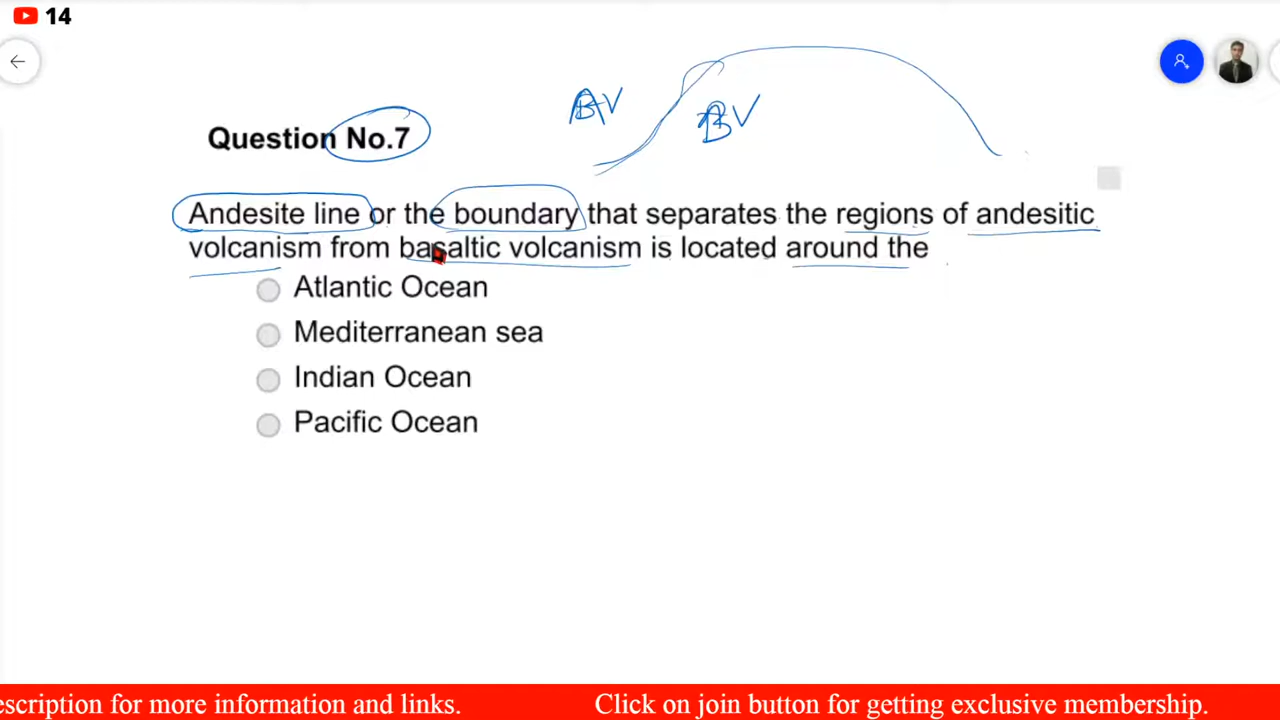 14
AV
BV
Question No.7
Andesite line or the boundary that separates the regions of andesitic
volcanism from basaltic volcanism is located around the
Atlantic Ocean
Mediterranean sea
Indian Ocean
Pacific Ocean
escription for more information and links. Click on join button for getting exclusive membership.